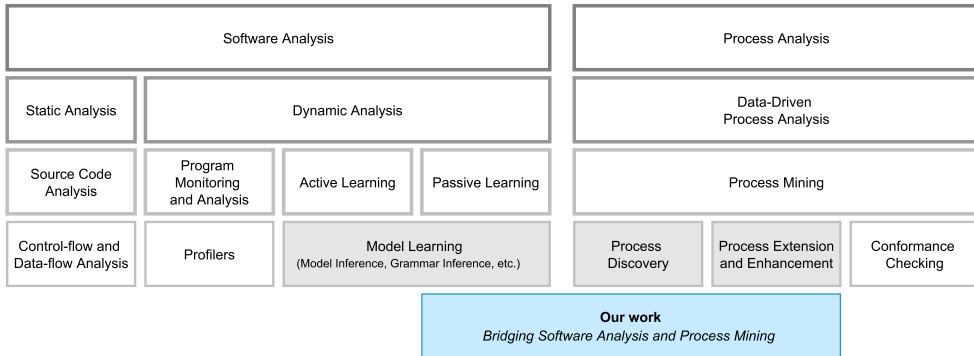 Software Analysis
Process Analysis
Static Analysis
Dynamic Analysis
Data-Driven
Process Analysis
Source Code
Analysis
Program
Monitoring
and Analysis
Active Learning
Passive Learning
Process Mining
Control-flow and
Data-flow Analysis
Profilers
Model Learning
(Model Inference, Grammar Inference, etc.)
Process
Discovery
Process Extension
and Enhancement
Conformance
Checking
Our work
Bridging Software Analysis and Process Mining